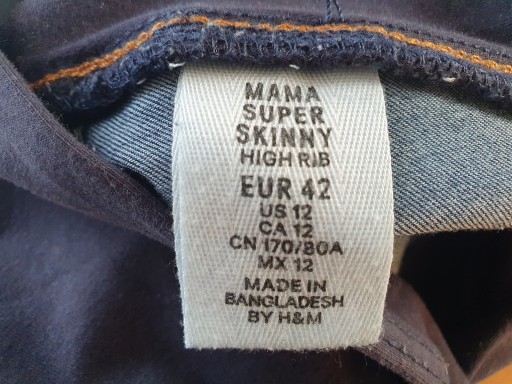 MAMA
SUPER
SKINNY
HIGH RIB
EUR 42
US 12
CA 12
CN 170/80A
MX 12
MADE IN
BANGLADESH
BY H&M